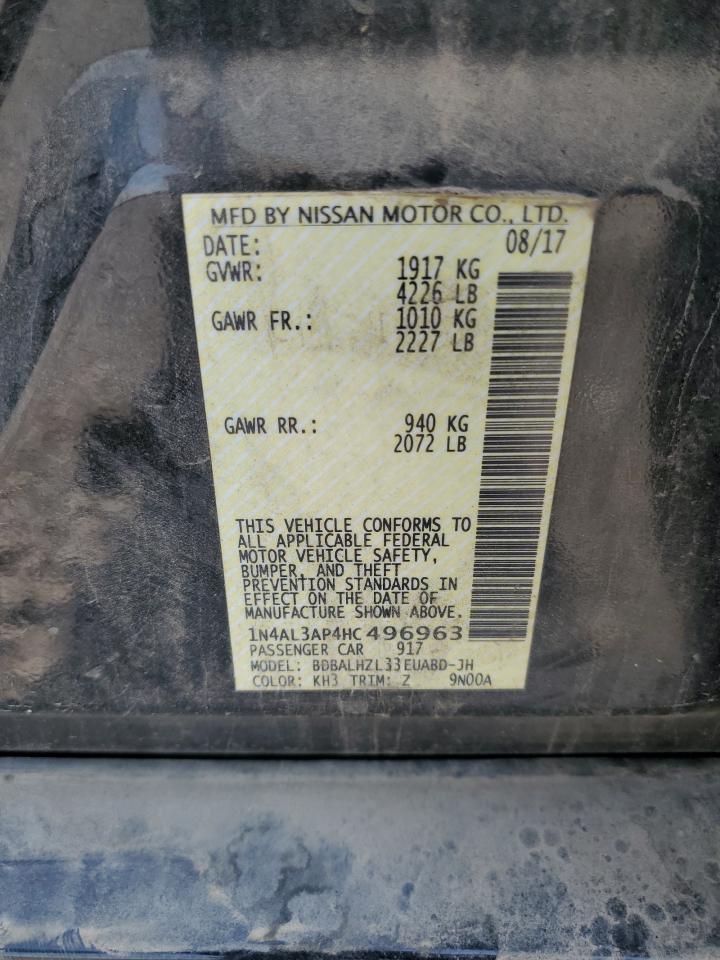 MFD BY NISSAN MOTOR CO., LTD.
DATE: 08/17
GVWR: 1917 KG
4226 LB
GAWR FR.: 1010 KG
2227 LB
GAWR RR.: 940 KG
2072 LB
THIS VEHICLE CONFORMS TO
ALL APPLICABLE FEDERAL
MOTOR VEHICLE SAFETY,
BUMPER, AND THEFT
PREVENTION STANDARDS IN
EFFECT ON THE DATE OF
MANUFACTURE SHOWN ABOVE.
1N4AL3AP4HC496963
PASSENGER CAR 917
MODEL: BDBALHZL33EUABD-JH
COLOR: KH3 TRIM: Z 9N00A